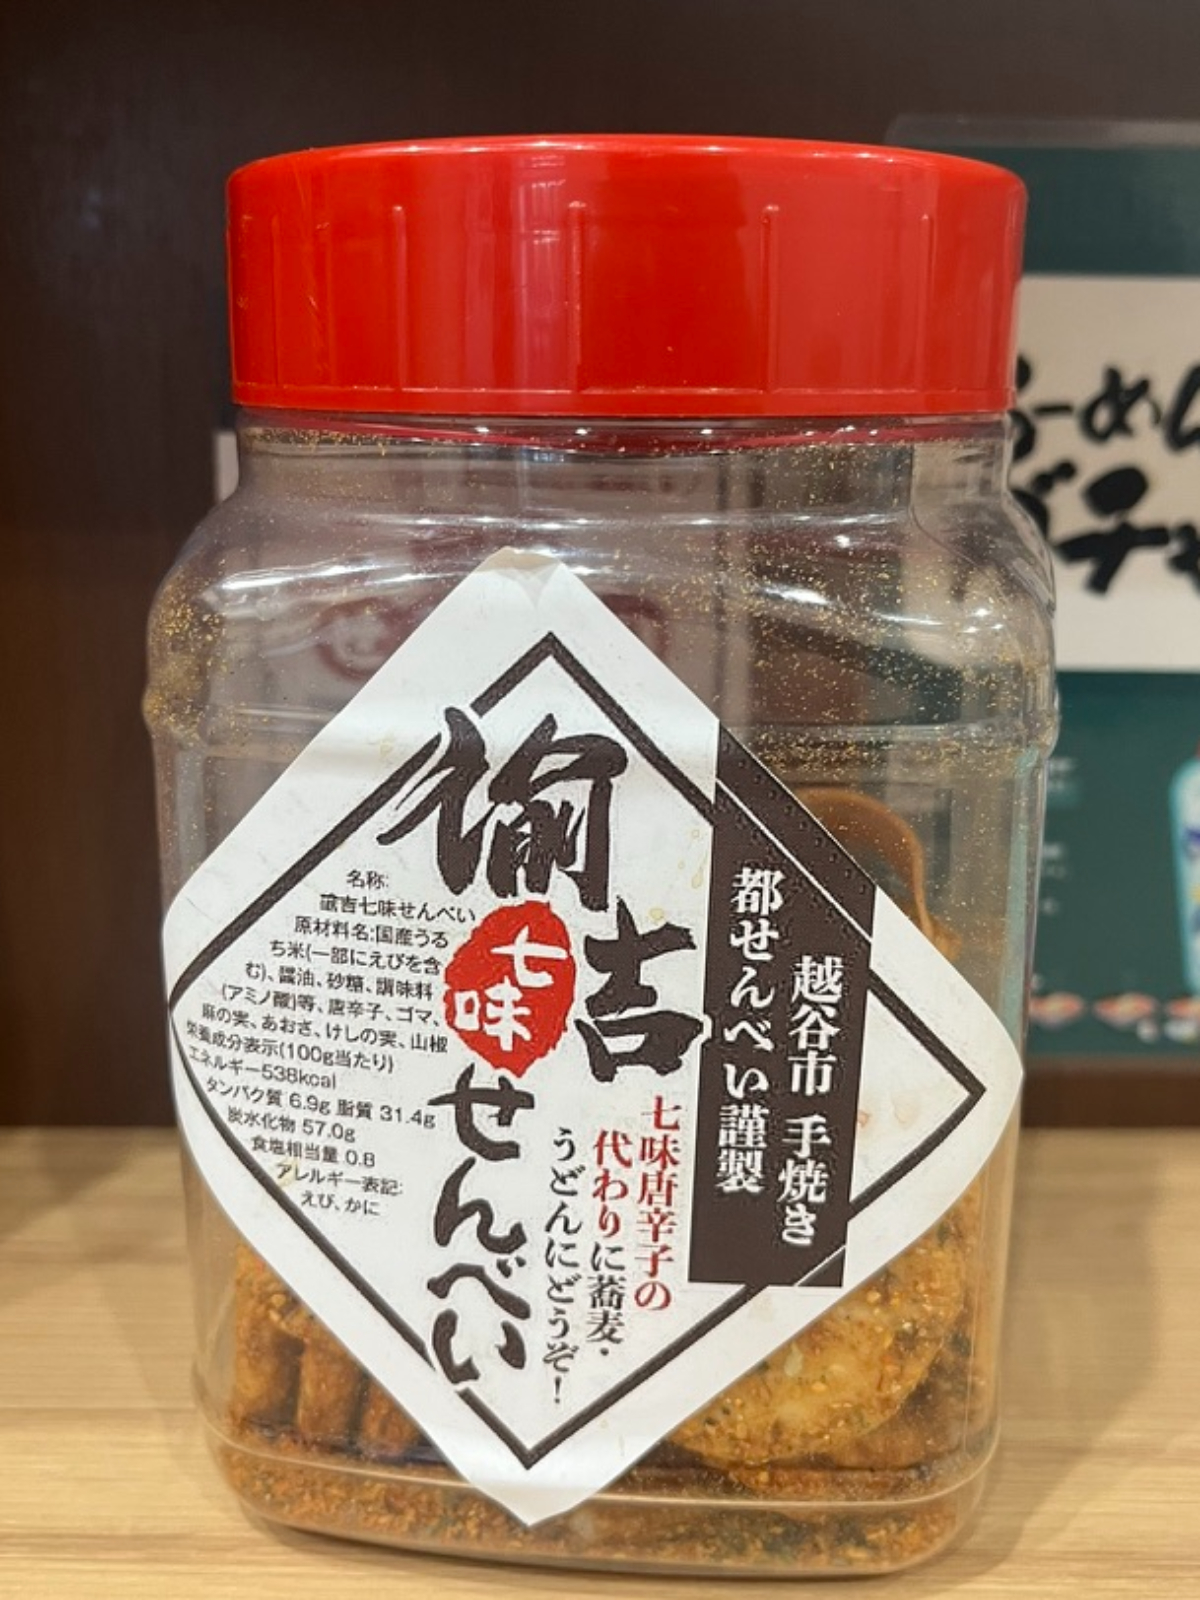 諭吉
七味
せんべい
越谷市 手焼き
都せんべい謹製
七味唐辛子の
代わりに蕎麦・
うどんにどうぞ!
名称:
諭吉七味せんべい
原材料名:国産うる
ち米(一部にえびを含
む)、醤油、砂糖、調味料
(アミノ酸)等、唐辛子、ゴマ、
麻の実、あおさ、けしの実、山椒
栄養成分表示(100g当たり)
エネルギー538kcal
タンパク質 6.9g 脂質 31.4g
炭水化物 57.0g
食塩相当量 0.8
アレルギー表記:
えび、かに
らーめん